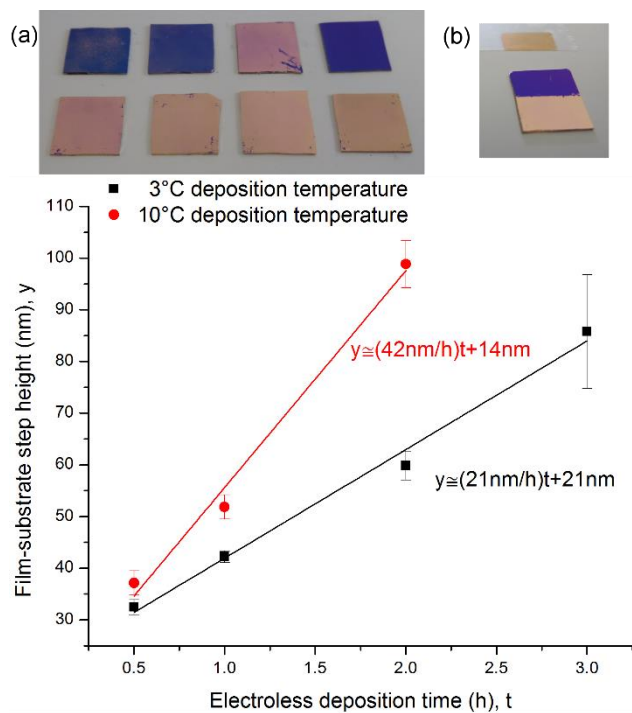 (a)
(b)
■ 3°C deposition temperature
● 10°C deposition temperature
110
100
90
80
70
60
50
40
30
Film-substrate step height (nm), y
y≅(42nm/h)t+14nm
y≅(21nm/h)t+21nm
0.5 1.0 1.5 2.0 2.5 3.0
Electroless deposition time (h), t